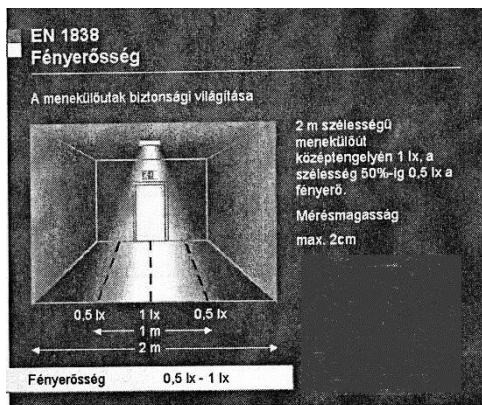 EN 1838
Fényerősség
A menekülőutak biztonsági világítása
2 m szélességű
menekülőút
középtengelyén 1 lx, a
szélesség 50%-ig 0,5 lx a
fényerő.
Mérésmagasság
max. 2cm
0,5 lx 1 lx 0,5 lx
1 m
2 m
Fényerősség 0,5 lx - 1 lx